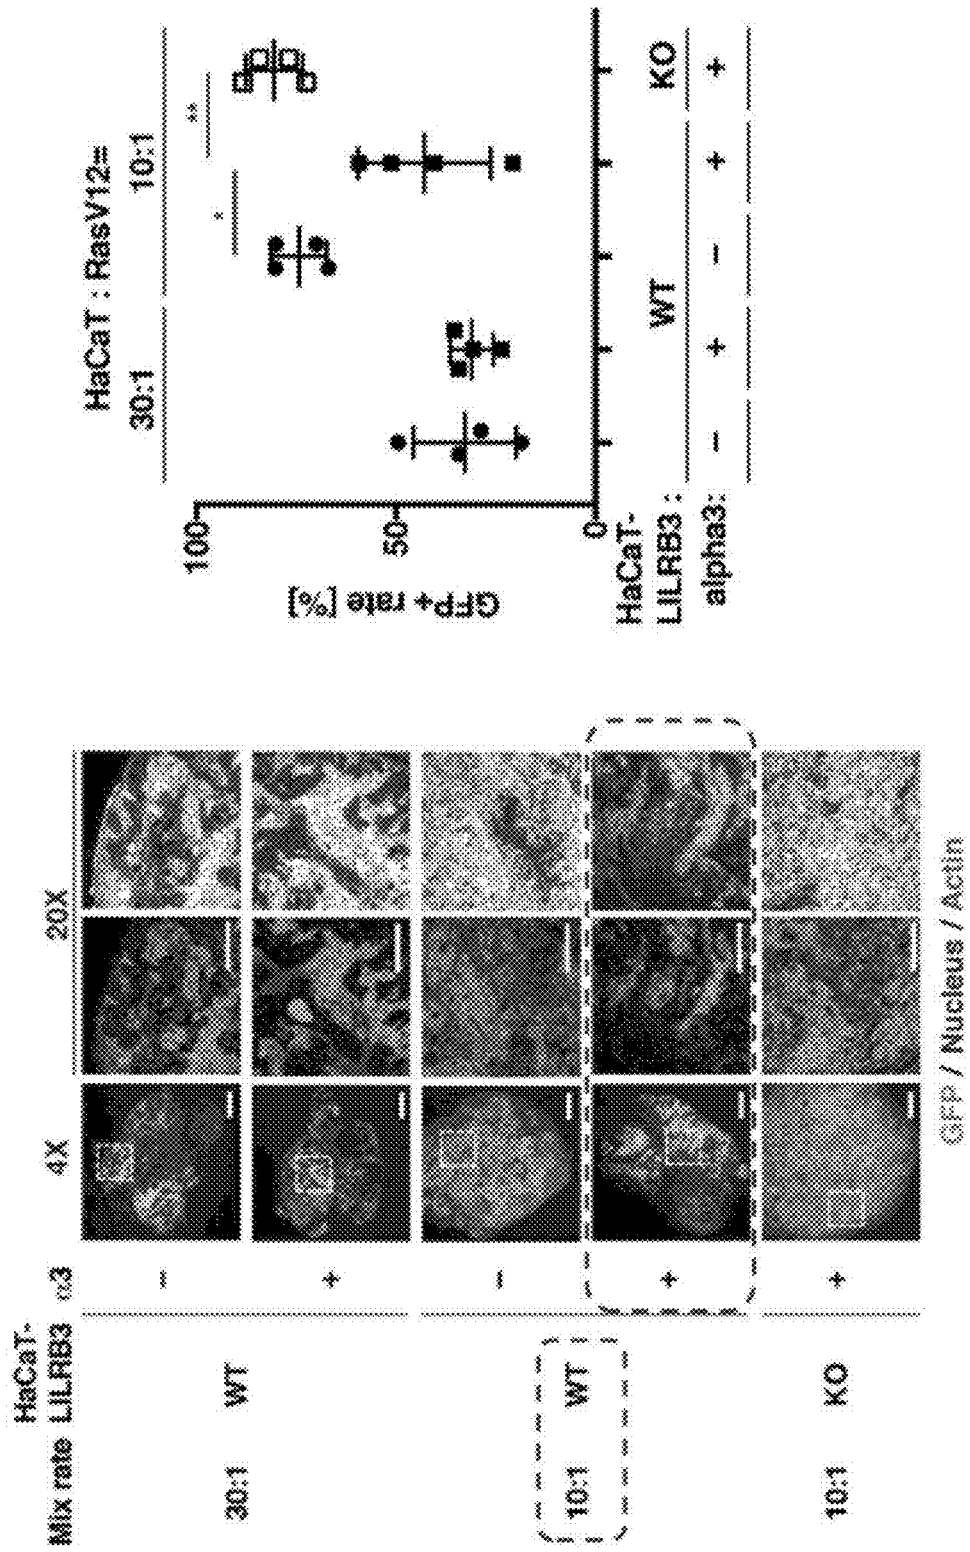 HaCaT-
Mix rate LILRB3 α3 4X 20X
30:1 WT − +
10:1 WT − +
10:1 KO +
GFP / Nucleus / Actin
HaCaT : RasV12=
30:1 10:1
* **
GFP+ rate [%]
100
50
0
HaCaT-
LILRB3 : WT KO
alpha3: − + − + +